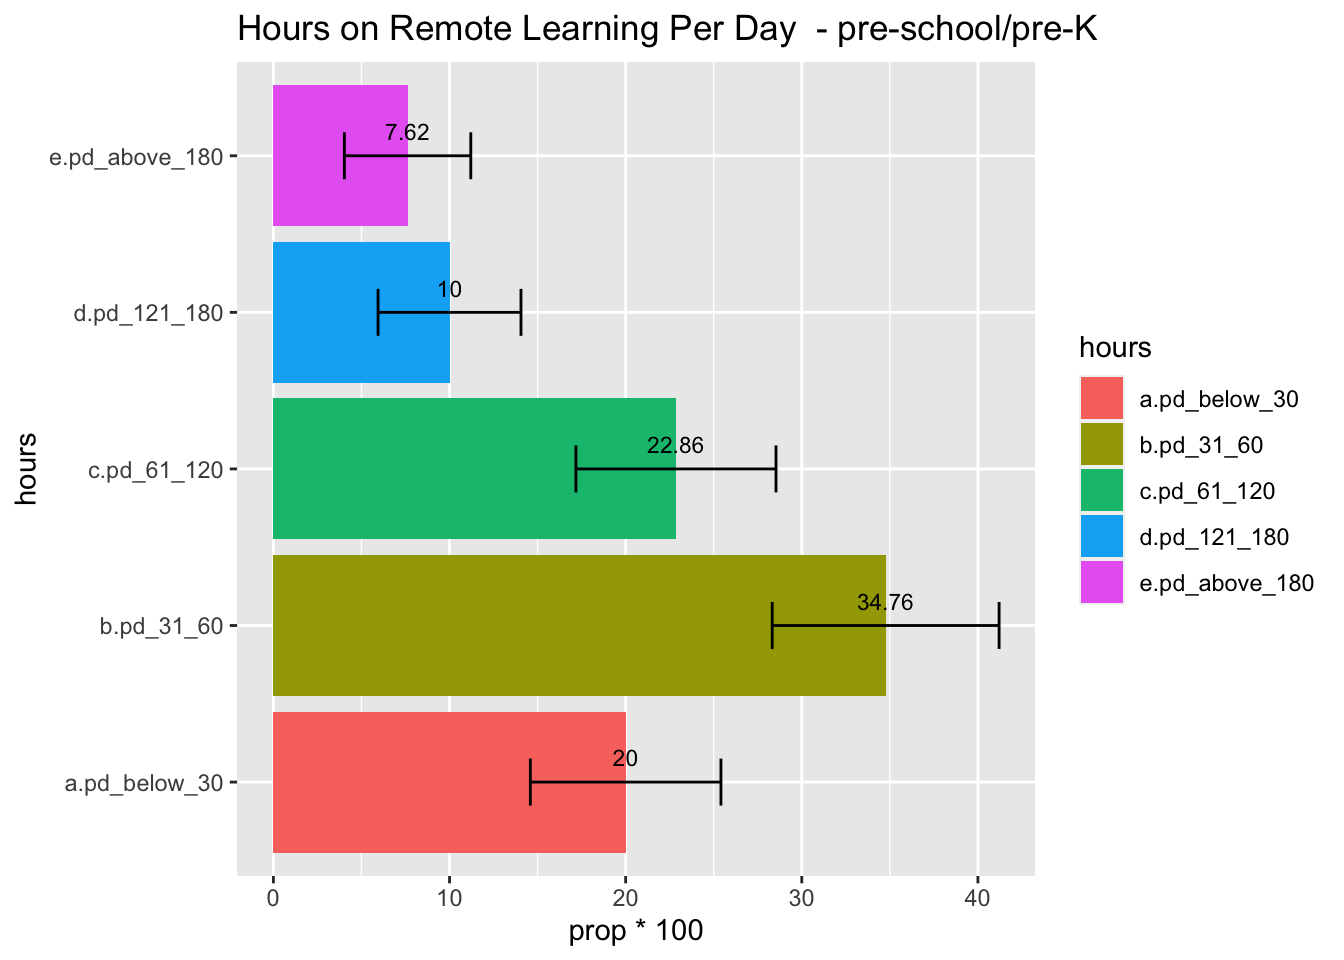 Hours on Remote Learning Per Day  - pre-school/pre-K
hours
e.pd_above_180
d.pd_121_180
c.pd_61_120
b.pd_31_60
a.pd_below_30
7.62
10
22.86
34.76
20
0 10 20 30 40
prop * 100
hours
a.pd_below_30
b.pd_31_60
c.pd_61_120
d.pd_121_180
e.pd_above_180